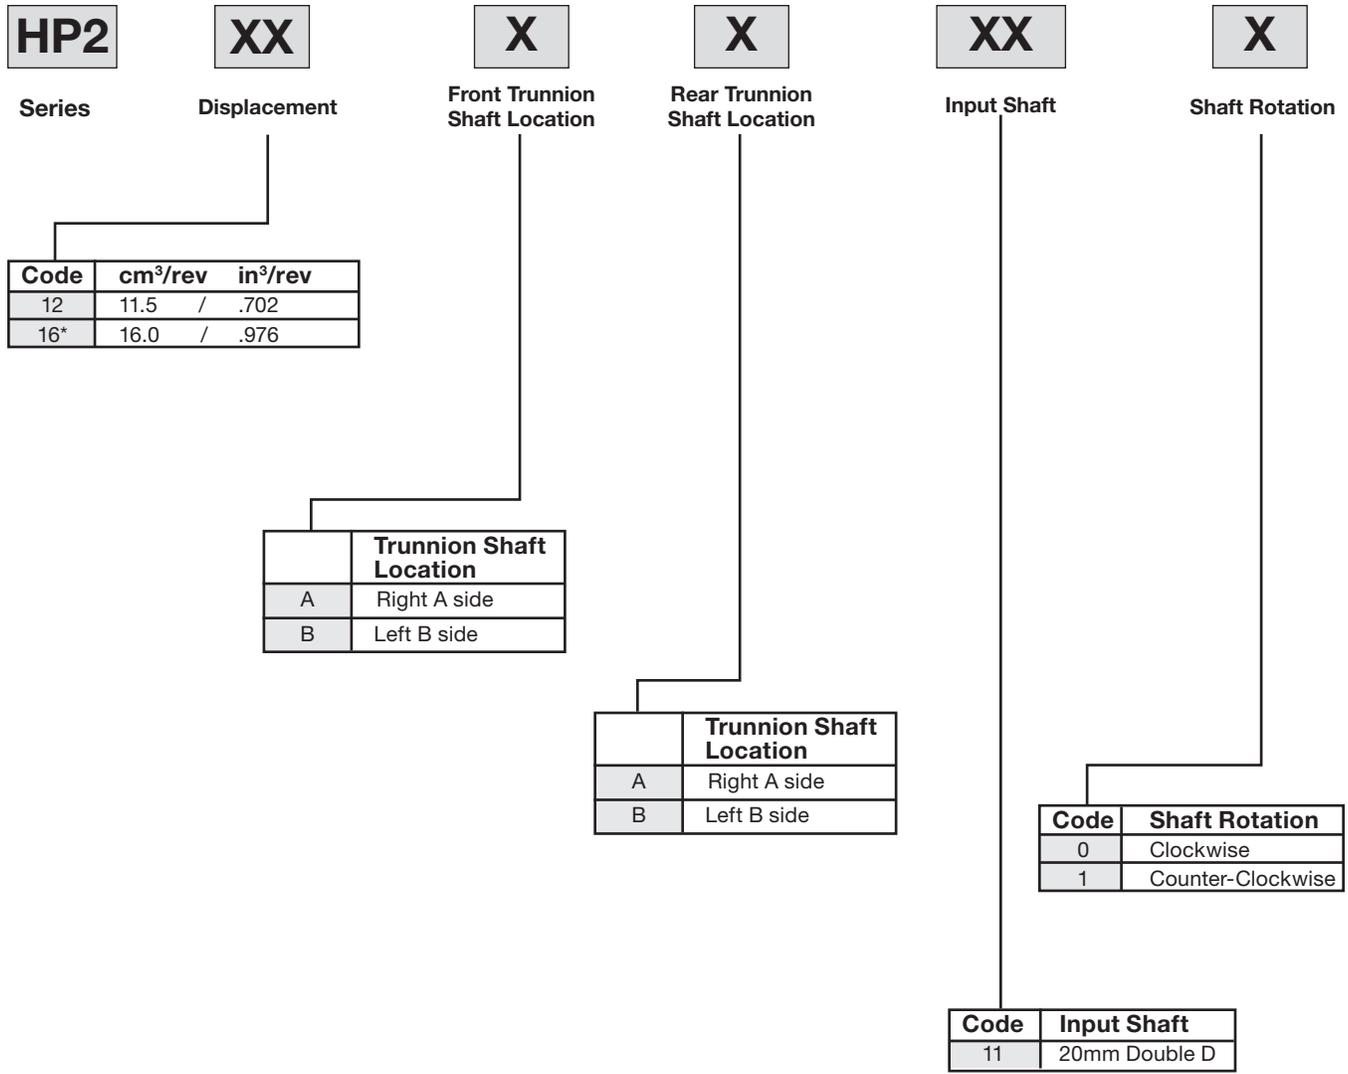 HP2 XX X X XX X
Series Displacement Front Trunnion Shaft Location Rear Trunnion Shaft Location Input Shaft Shaft Rotation
Code cm³/rev in³/rev
12 11.5 / .702
16* 16.0 / .976
Trunnion Shaft
Location
A Right A side
B Left B side
Trunnion Shaft
Location
A Right A side
B Left B side
Code Shaft Rotation
0 Clockwise
1 Counter-Clockwise
Code Input Shaft
11 20mm Double D